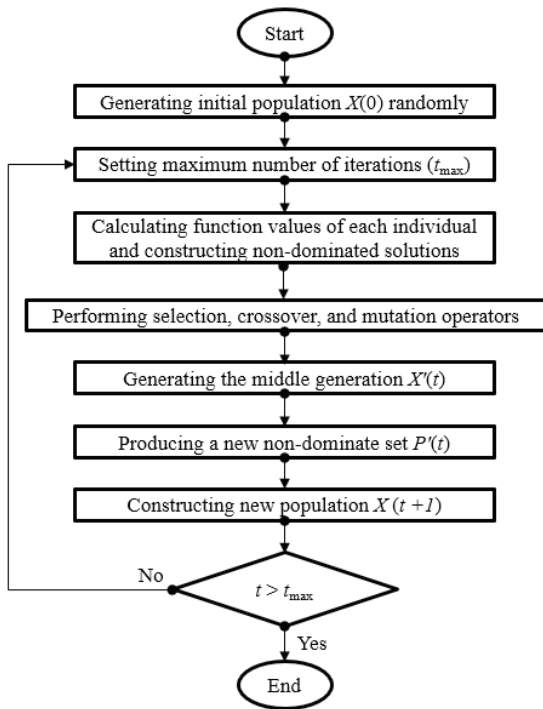 Start
Generating initial population X(0) randomly
Setting maximum number of iterations (tmax)
Calculating function values of each individual
and constructing non-dominated solutions
Performing selection, crossover, and mutation operators
Generating the middle generation X'(t)
Producing a new non-dominate set P'(t)
Constructing new population X (t +1)
No
t > tmax
Yes
End